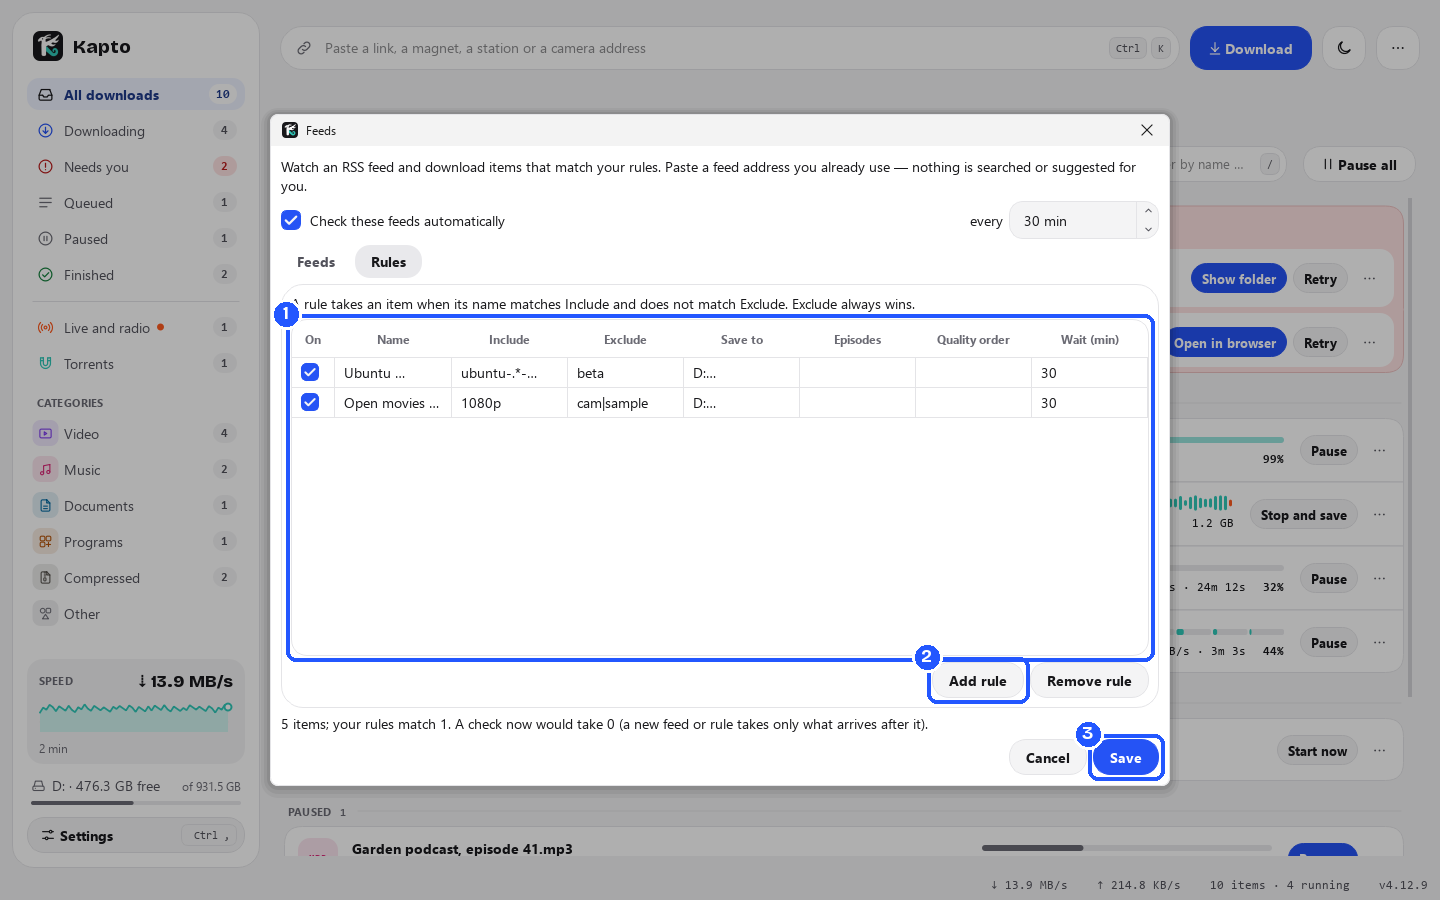 Kapto
Paste a link, a magnet, a station or a camera address
Ctrl K
Download
All downloads 10
Downloading 4
Needs you 2
Queued 1
Paused 1
Finished 2
Live and radio 1
Torrents 1
CATEGORIES
Video 4
Music 2
Documents 1
Programs 1
Compressed 2
Other
SPEED 13.9 MB/s
2 min
D: · 476.3 GB free of 931.5 GB
Settings Ctrl ,
Feeds
Watch an RSS feed and download items that match your rules. Paste a feed address you already use — nothing is searched or suggested for
you.
Check these feeds automatically
every 30 min
Feeds Rules
rule takes an item when its name matches Include and does not match Exclude. Exclude always wins.
1
On Name Include Exclude Save to Episodes Quality order Wait (min)
Ubuntu ... ubuntu-.*-... beta D:... 30
Open movies ... 1080p cam|sample D:... 30
2
Add rule Remove rule
5 items; your rules match 1. A check now would take 0 (a new feed or rule takes only what arrives after it).
3
Cancel Save
r by name ... /
Pause all
Show folder Retry
Open in browser Retry
99% Pause
1.2 GB Stop and save
s · 24m 12s 32% Pause
B/s · 3m 3s 44% Pause
Start now
PAUSED 1
Garden podcast, episode 41.mp3
↓ 13.9 MB/s ↑ 214.8 KB/s 10 items · 4 running v4.12.9